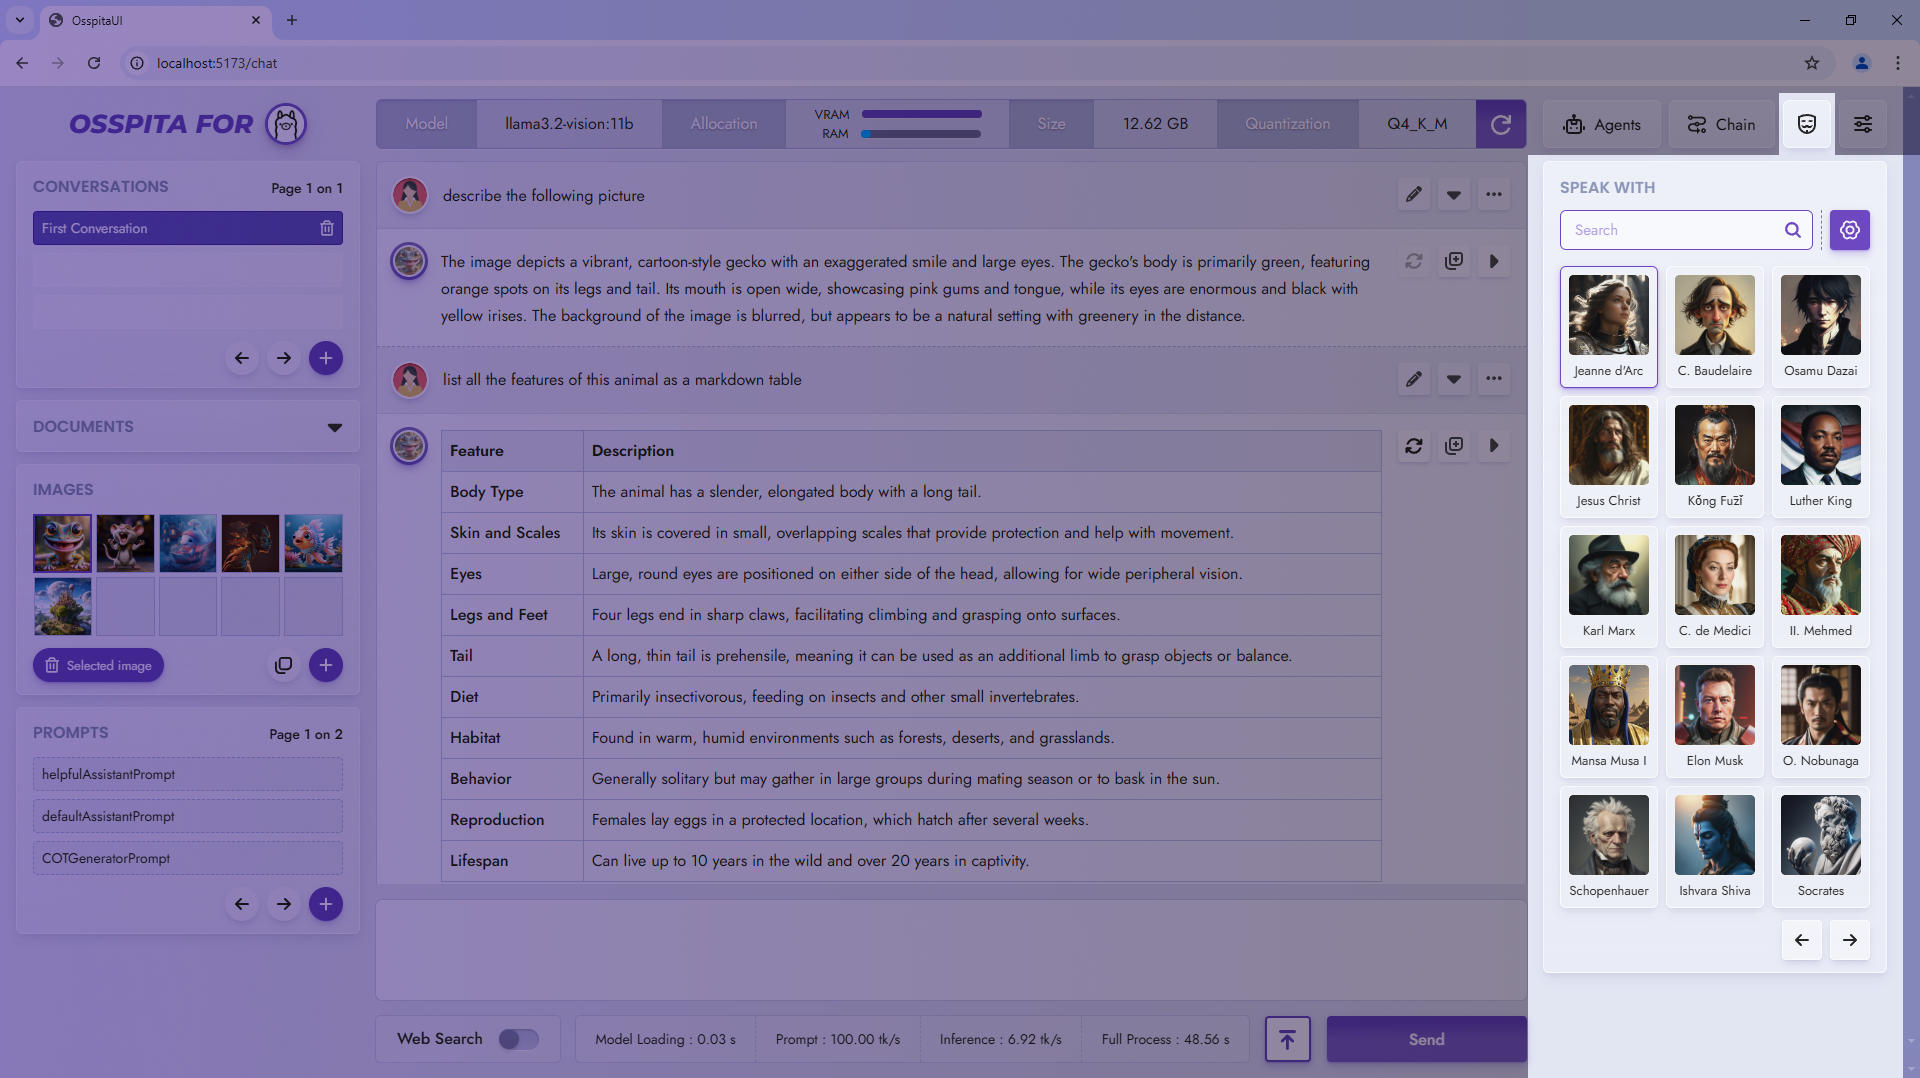 OsspitaUI
localhost:5173/chat
OSSPITA FOR
Model
llama3.2-vision:11b
Allocation
VRAM
RAM
Size
12.62 GB
Quantization
Q4_K_M
Agents
Chain
CONVERSATIONS
Page 1 on 1
First Conversation
DOCUMENTS
IMAGES
Selected image
PROMPTS
Page 1 on 2
helpfulAssistantPrompt
defaultAssistantPrompt
COTGeneratorPrompt
describe the following picture
The image depicts a vibrant, cartoon-style gecko with an exaggerated smile and large eyes. The gecko's body is primarily green, featuring
orange spots on its legs and tail. Its mouth is open wide, showcasing pink gums and tongue, while its eyes are enormous and black with
yellow irises. The background of the image is blurred, but appears to be a natural setting with greenery in the distance.
list all the features of this animal as a markdown table
Feature Description
Body Type The animal has a slender, elongated body with a long tail.
Skin and Scales Its skin is covered in small, overlapping scales that provide protection and help with movement.
Eyes Large, round eyes are positioned on either side of the head, allowing for wide peripheral vision.
Legs and Feet Four legs end in sharp claws, facilitating climbing and grasping onto surfaces.
Tail A long, thin tail is prehensile, meaning it can be used as an additional limb to grasp objects or balance.
Diet Primarily insectivorous, feeding on insects and other small invertebrates.
Habitat Found in warm, humid environments such as forests, deserts, and grasslands.
Behavior Generally solitary but may gather in large groups during mating season or to bask in the sun.
Reproduction Females lay eggs in a protected location, which hatch after several weeks.
Lifespan Can live up to 10 years in the wild and over 20 years in captivity.
Web Search
Model Loading : 0.03 s
Prompt : 100.00 tk/s
Inference : 6.92 tk/s
Full Process : 48.56 s
Send
SPEAK WITH
Search
Jeanne d'Arc
C. Baudelaire
Osamu Dazai
Jesus Christ
Kǒng Fuzǐ
Luther King
Karl Marx
C. de Medici
II. Mehmed
Mansa Musa I
Elon Musk
O. Nobunaga
Schopenhauer
Ishvara Shiva
Socrates